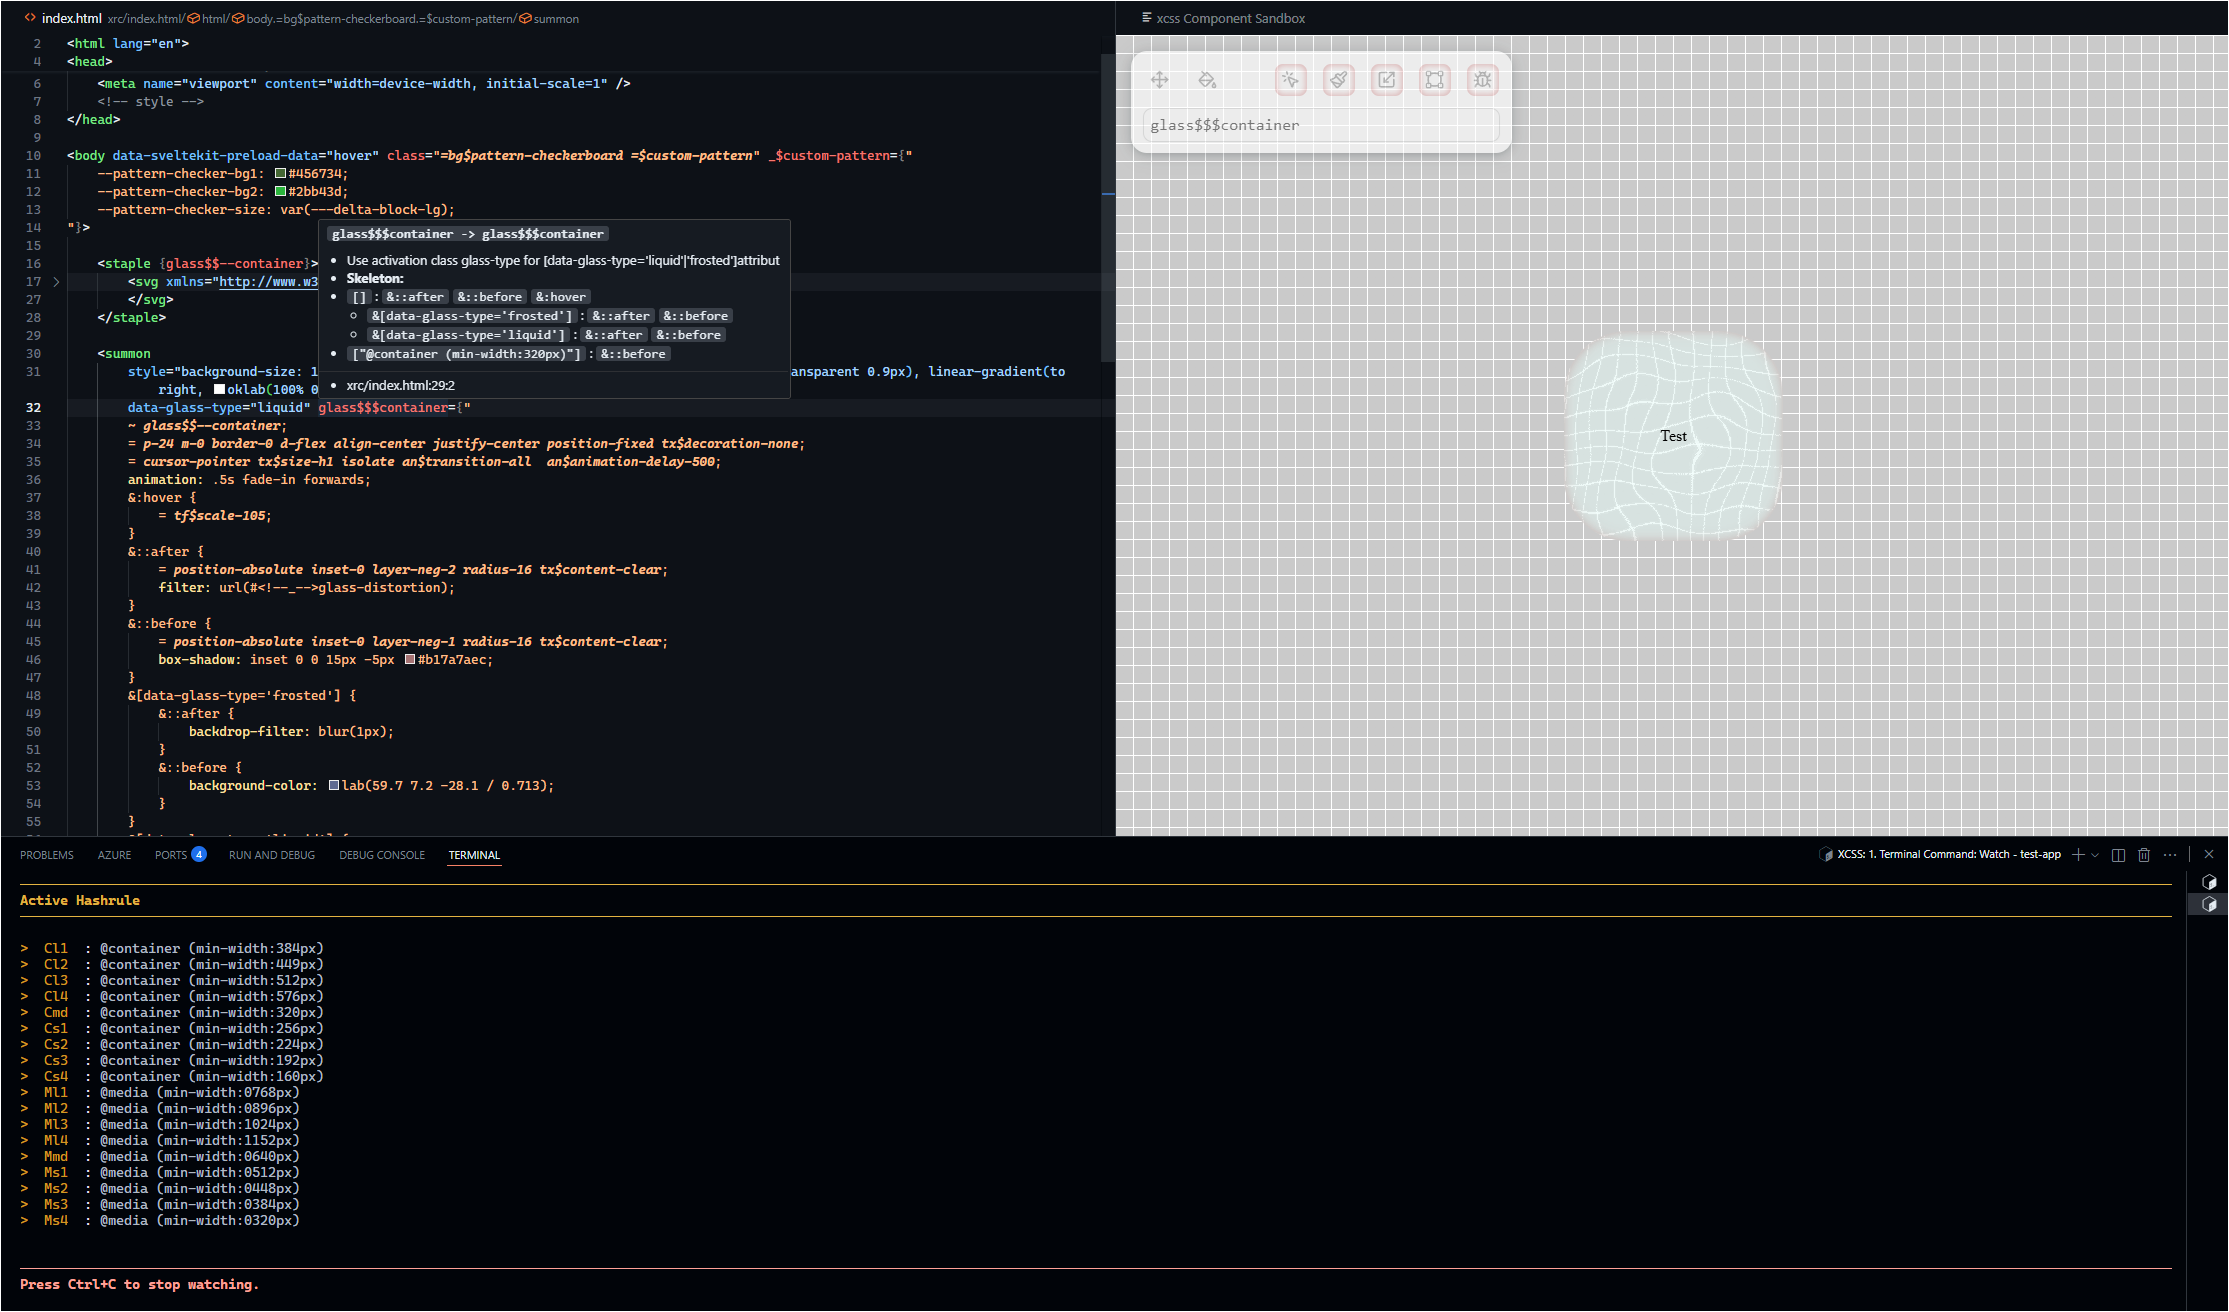 <> index.html xrc/index.html/ html/ body.=bg$pattern-checkerboard.=$custom-pattern/ summon
2 <html lang="en">
4 <head>
6 <meta name="viewport" content="width=device-width, initial-scale=1" />
7 <!-- style -->
8 </head>
9
10 <body data-sveltekit-preload-data="hover" class="=bg$pattern-checkerboard =$custom-pattern" _$custom-pattern={"
11 --pattern-checker-bg1: #456734;
12 --pattern-checker-bg2: #2bb43d;
13 --pattern-checker-size: var(---delta-block-lg);
14 "}>
15
16 <staple {glass$$--container}>
17 <svg xmlns="http://www.w3
27 </svg>
28 </staple>
29
30 <summon
31 style="background-size: 1 ansparent 0.9px), linear-gradient(to
right, oklab(100% 0
32 data-glass-type="liquid" glass$$$container={"
33 ~ glass$$--container;
34 = p-24 m-0 border-0 d-flex align-center justify-center position-fixed tx$decoration-none;
35 = cursor-pointer tx$size-h1 isolate an$transition-all an$animation-delay-500;
36 animation: .5s fade-in forwards;
37 &:hover {
38 = tf$scale-105;
39 }
40 &::after {
41 = position-absolute inset-0 layer-neg-2 radius-16 tx$content-clear;
42 filter: url(#<!--_-->glass-distortion);
43 }
44 &::before {
45 = position-absolute inset-0 layer-neg-1 radius-16 tx$content-clear;
46 box-shadow: inset 0 0 15px -5px #b17a7aec;
47 }
48 &[data-glass-type='frosted'] {
49 &::after {
50 backdrop-filter: blur(1px);
51 }
52 &::before {
53 background-color: lab(59.7 7.2 -28.1 / 0.713);
54 }
55 }
glass$$$container -> glass$$$container
• Use activation class glass-type for [data-glass-type='liquid'|'frosted']attribut
• Skeleton:
• [] : &::after &::before &:hover
&[data-glass-type='frosted'] : &::after &::before
&[data-glass-type='liquid'] : &::after &::before
• ["@container (min-width:320px)"] : &::before
• xrc/index.html:29:2
xcss Component Sandbox
glass$$$container
Test
PROBLEMS AZURE PORTS 4 RUN AND DEBUG DEBUG CONSOLE TERMINAL
XCSS: 1. Terminal Command: Watch - test-app
Active Hashrule
> Cl1 : @container (min-width:384px)
> Cl2 : @container (min-width:449px)
> Cl3 : @container (min-width:512px)
> Cl4 : @container (min-width:576px)
> Cmd : @container (min-width:320px)
> Cs1 : @container (min-width:256px)
> Cs2 : @container (min-width:224px)
> Cs3 : @container (min-width:192px)
> Cs4 : @container (min-width:160px)
> Ml1 : @media (min-width:0768px)
> Ml2 : @media (min-width:0896px)
> Ml3 : @media (min-width:1024px)
> Ml4 : @media (min-width:1152px)
> Mmd : @media (min-width:0640px)
> Ms1 : @media (min-width:0512px)
> Ms2 : @media (min-width:0448px)
> Ms3 : @media (min-width:0384px)
> Ms4 : @media (min-width:0320px)
Press Ctrl+C to stop watching.